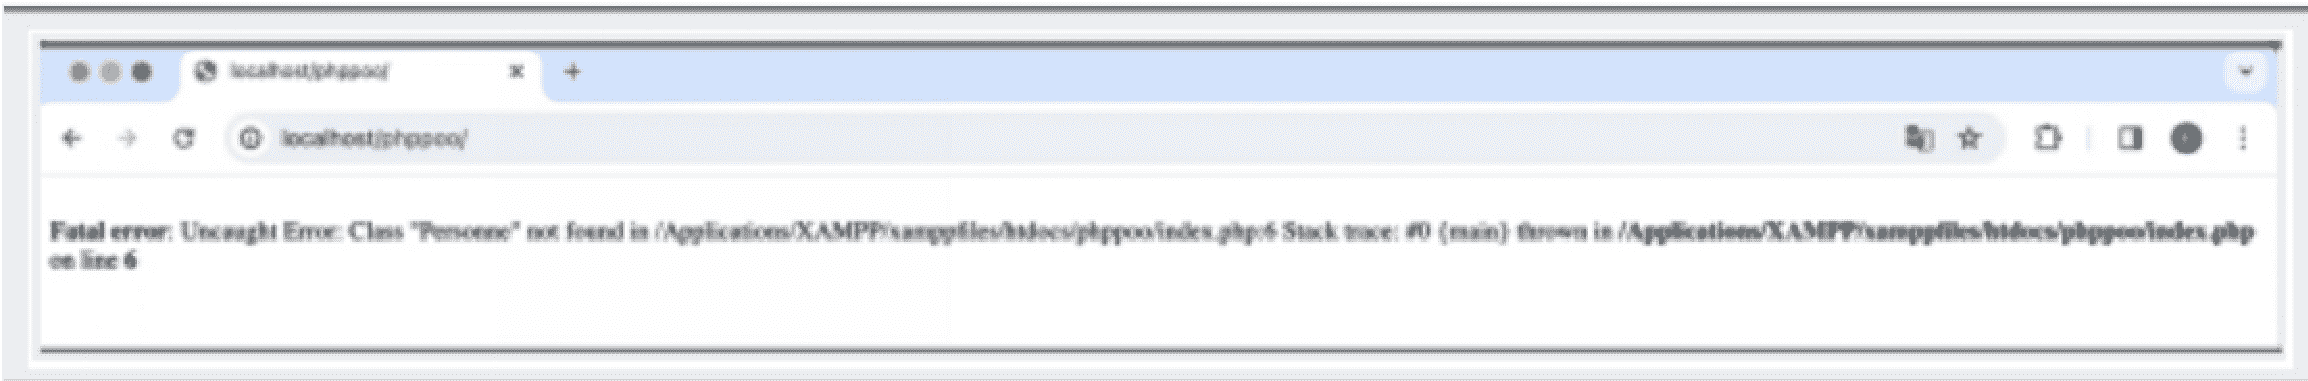 localhost/phppoo/
localhost/phppoo/
Fatal error: Uncaught Error: Class "Personne" not found in /Applications/XAMPP/xamppfiles/htdocs/phppoo/index.php:6 Stack trace: #0 {main} thrown in /Applications/XAMPP/xamppfiles/htdocs/phppoo/index.php
on line 6